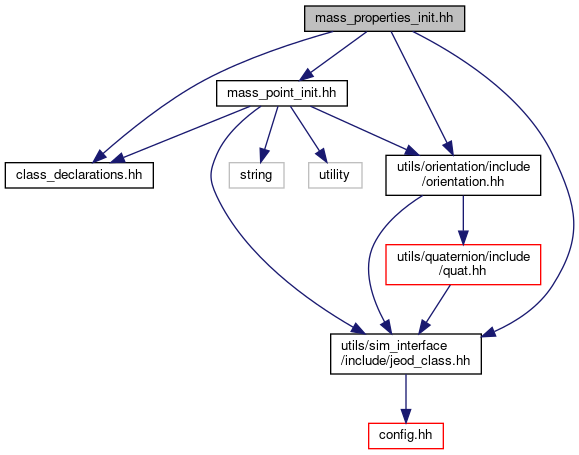 mass_properties_init.hh
mass_point_init.hh
class_declarations.hh
string
utility
utils/orientation/include
/orientation.hh
utils/quaternion/include
/quat.hh
utils/sim_interface
/include/jeod_class.hh
config.hh